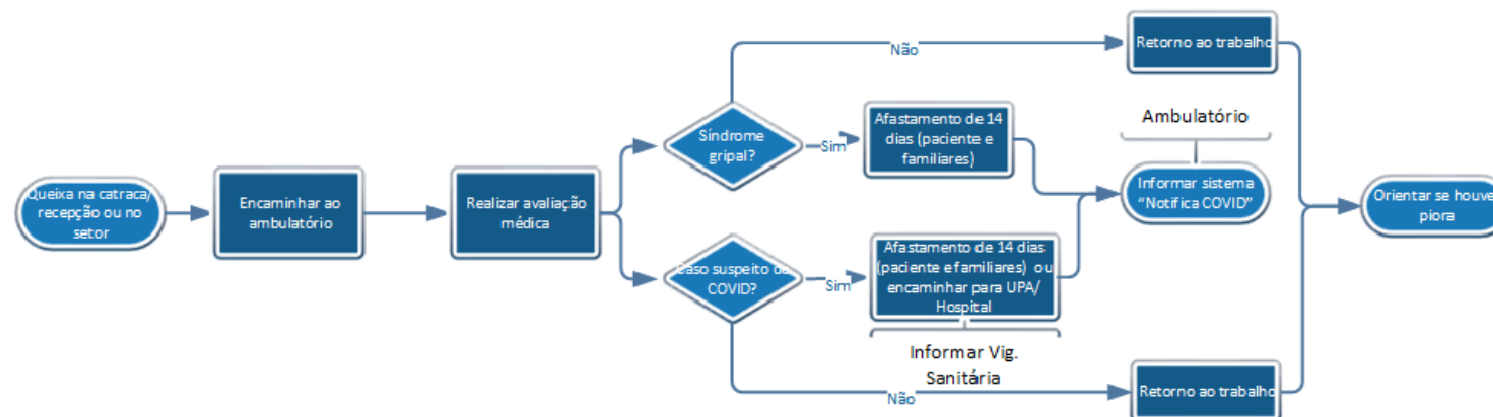 Queixa na catraca/
recepção ou no
setor
Encaminhar ao
ambulatório
Realizar avaliação
médica
Síndrome
gripal?
Não
Retorno ao trabalho
Sim
Afastamento de 14
dias (paciente e
familiares)
Ambulatório
Informar sistema
“Notifica COVID”
Caso suspeito de
COVID?
Sim
Afastamento de 14 dias
(paciente e familiares) ou
encaminhar para UPA/
Hospital
Informar Vig.
Sanitária
Não
Retorno ao trabalho
Orientar se houver
piora